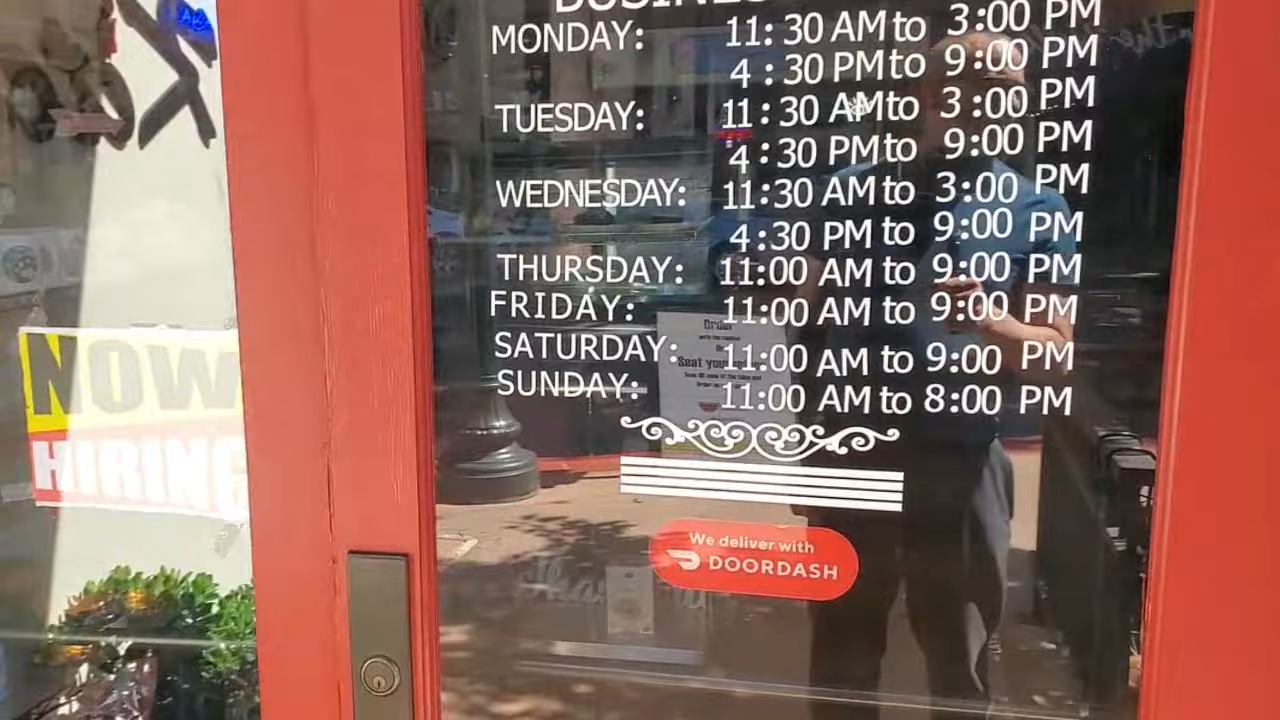 MONDAY: 11:30 AM to 3:00 PM
4:30 PM to 9:00 PM
TUESDAY: 11:30 AM to 3:00 PM
4:30 PM to 9:00 PM
WEDNESDAY: 11:30 AM to 3:00 PM
4:30 PM to 9:00 PM
THURSDAY: 11:00 AM to 9:00 PM
FRIDAY: 11:00 AM to 9:00 PM
SATURDAY: 11:00 AM to 9:00 PM
SUNDAY: 11:00 AM to 8:00 PM
We deliver with
DOORDASH
NOW
HIRING
Order
Seat your